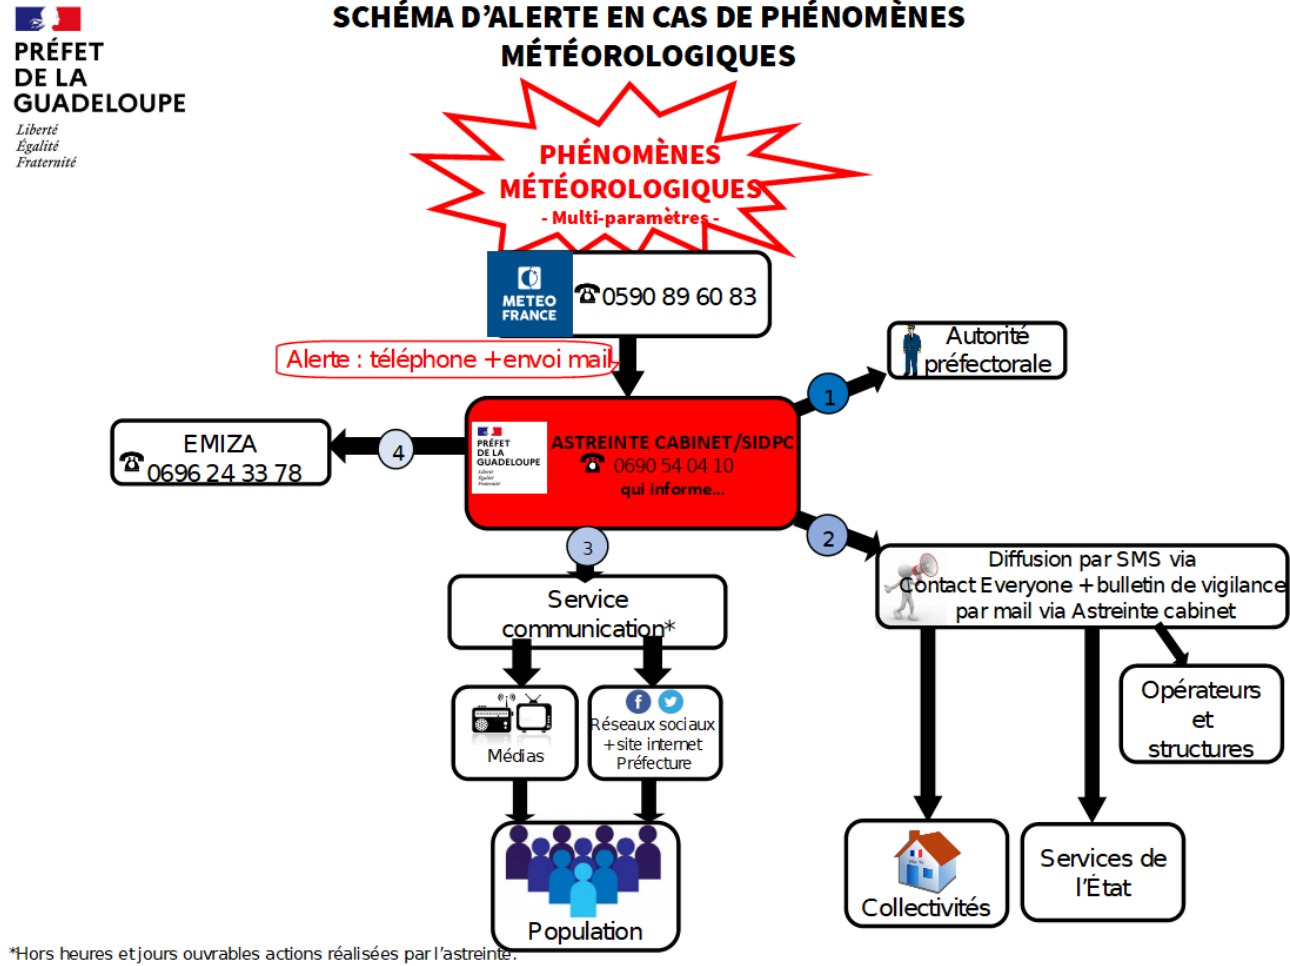 SCHÉMA D’ALERTE EN CAS DE PHÉNOMÈNES
MÉTÉOROLOGIQUES
PRÉFET
DE LA
GUADELOUPE
Liberté
Égalité
Fraternité
PHÉNOMÈNES
MÉTÉOROLOGIQUES
- Multi-paramètres -
METEO
FRANCE
0590 89 60 83
Alerte : téléphone + envoi mail
Autorité
préfectorale
1
EMIZA
0696 24 33 78
4
PRÉFET
DE LA
GUADELOUPE
Liberté
Égalité
Fraternité
ASTREINTE CABINET/SIDPC
0690 54 04 10
qui informe...
2
3
Diffusion par SMS via
Contact Everyone + bulletin de vigilance
par mail via Astreinte cabinet
Service
communication*
Médias
Réseaux sociaux
+ site internet
Préfecture
Opérateurs
et
structures
Collectivités
Services de
l’État
Population
*Hors heures et jours ouvrables actions réalisées par l’astreinte.